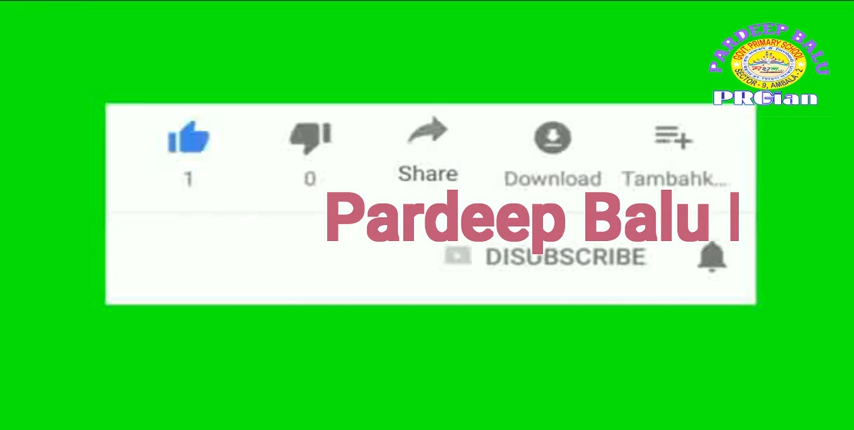 PARDEEP BALU
GOVT. PRIMARY SCHOOL
SECTOR - 9, AMBALA
PRGian
1
0
Share
Download
Tambahk...
Pardeep Balu |
DISUBSCRIBE